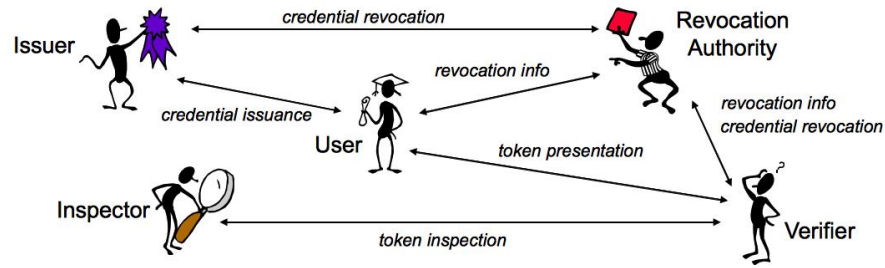 credential revocation
Issuer
Revocation
Authority
revocation info
credential issuance
User
revocation info
credential revocation
token presentation
Inspector
token inspection
Verifier
?